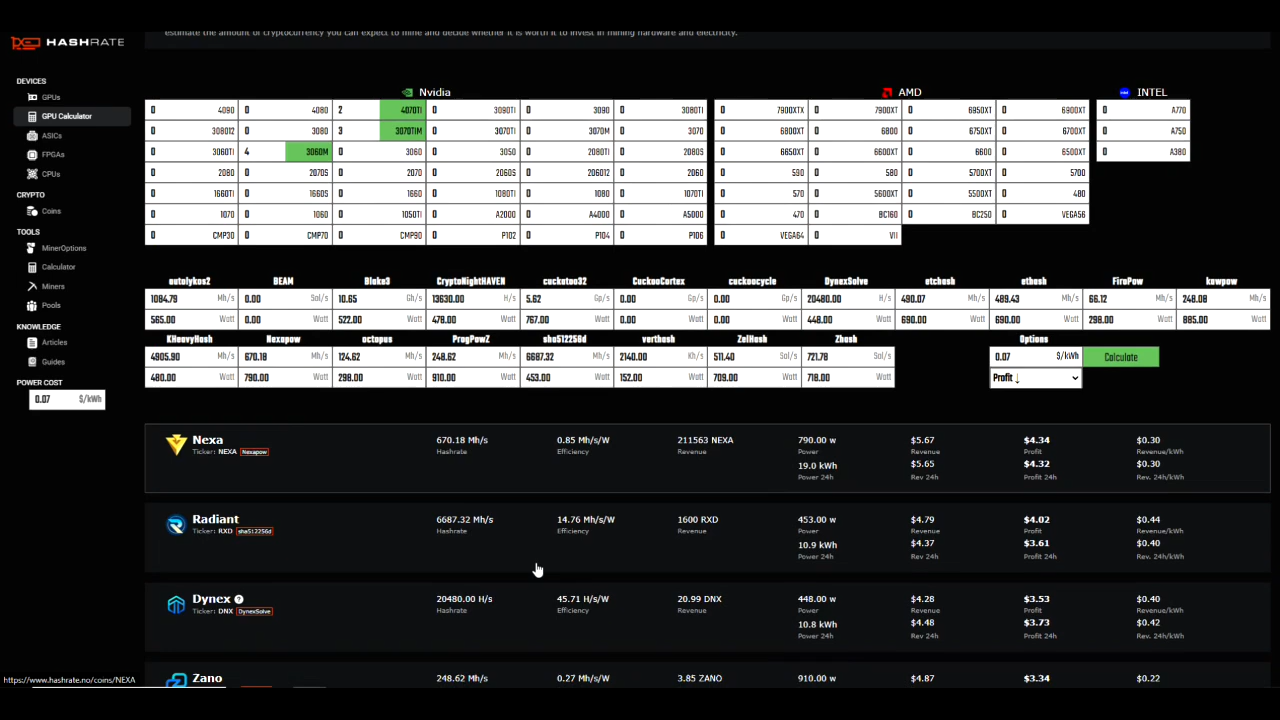 estimate the amount of cryptocurrency you can expect to mine and decide whether it is worth it to invest in mining hardware and electricity.
HASHRATE
DEVICES
GPUs
GPU Calculator
ASICs
FPGAs
CPUs
CRYPTO
Coins
TOOLS
MinerOptions
Calculator
Miners
Pools
KNOWLEDGE
Articles
Guides
POWER COST
0.07 $/kWh
Nvidia AMD INTEL
0 4090 0 4080 2 4070TI 0 3090TI 0 3090 0 3080TI 0 7900XTX 0 7900XT 0 6950XT 0 6900XT 0 A770
0 308012 0 3080 3 3070TIM 0 3070TI 0 3070M 0 3070 0 6800XT 0 6800 0 6750XT 0 6700XT 0 A750
0 3060TI 4 3060M 0 3060 0 3050 0 2080TI 0 2080S 0 6650XT 0 6600XT 0 6600 0 6500XT 0 A380
0 2080 0 2070S 0 2070 0 2060S 0 206012 0 2060 0 590 0 580 0 5700XT 0 5700
0 1660TI 0 1660S 0 1660 0 1080TI 0 1080 0 1070TI 0 570 0 5600XT 0 5500XT 0 480
0 1070 0 1060 0 1050TI 0 A2000 0 A4000 0 A5000 0 470 0 BC160 0 BC250 0 VEGA56
0 CMP30 0 CMP70 0 CMP90 0 P102 0 P104 0 P106 0 VEGA64 0 VII
autolykos2 BEAM Blake3 CryptoNightHAVEN cuckatoo32 CuckooCortex cuckoocycle DynexSolve etchash ethash FiroPow kawpow
1084.79 Mh/s 0.00 Sol/s 10.65 Gh/s 13630.00 H/s 5.62 Gp/s 0.00 Gp/s 0.00 Gp/s 20480.00 H/s 490.07 Mh/s 489.43 Mh/s 66.12 Mh/s 248.08 Mh/s
565.00 Watt 0.00 Watt 522.00 Watt 478.00 Watt 767.00 Watt 0.00 Watt 0.00 Watt 448.00 Watt 690.00 Watt 690.00 Watt 298.00 Watt 885.00 Watt
KHeavyHash Nexapow octopus ProgPowZ sha512256d verthash ZelHash Zhash Options
4905.90 Mh/s 670.18 Mh/s 124.62 Mh/s 248.62 Mh/s 6687.32 Mh/s 2140.00 Kh/s 511.40 Sol/s 721.78 Sol/s 0.07 $/kWh Calculate
480.00 Watt 790.00 Watt 298.00 Watt 910.00 Watt 453.00 Watt 152.00 Watt 709.00 Watt 718.00 Watt Profit ↓
Nexa 670.18 Mh/s 0.85 Mh/s/W 211563 NEXA 790.00 w $5.67 $4.34 $0.30
Ticker: NEXA Nexapow Hashrate Efficiency Revenue Power Revenue Profit Revenue/kWh
19.0 kWh $5.65 $4.32 $0.30
Power 24h Rev 24h Profit 24h Rev. 24h/kWh
Radiant 6687.32 Mh/s 14.76 Mh/s/W 1600 RXD 453.00 w $4.79 $4.02 $0.44
Ticker: RXD sha512256d Hashrate Efficiency Revenue Power Revenue Profit Revenue/kWh
10.9 kWh $4.37 $3.61 $0.40
Power 24h Rev 24h Profit 24h Rev. 24h/kWh
Dynex ? 20480.00 H/s 45.71 H/s/W 20.99 DNX 448.00 w $4.28 $3.53 $0.40
Ticker: DNX DynexSolve Hashrate Efficiency Revenue Power Revenue Profit Revenue/kWh
10.8 kWh $4.48 $3.73 $0.42
Power 24h Rev 24h Profit 24h Rev. 24h/kWh
Zano 248.62 Mh/s 0.27 Mh/s/W 3.85 ZANO 910.00 w $4.87 $3.34 $0.22
https://www.hashrate.no/coins/NEXA